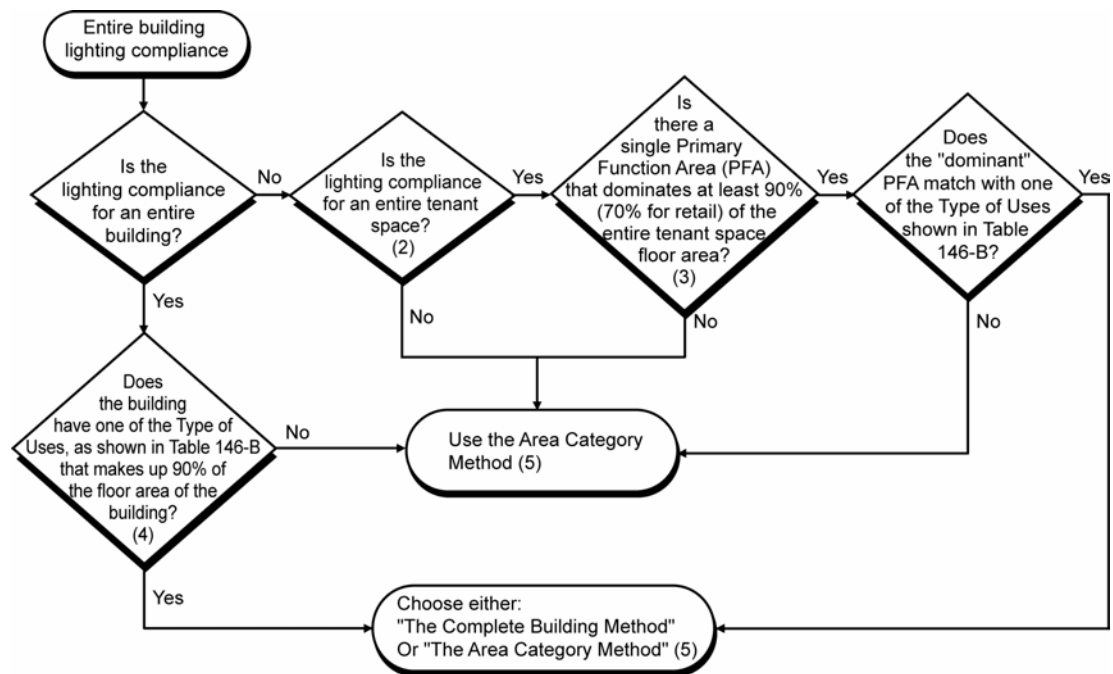 Entire building
lighting compliance
Is the
lighting compliance
for an entire
building?
No
Yes
Is the
lighting compliance
for an entire tenant
space?
(2)
Yes
No
Is
there a
single Primary
Function Area (PFA)
that dominates at least 90%
(70% for retail) of the
entire tenant space
floor area?
(3)
Yes
No
Does
the "dominant"
PFA match with one
of the Type of Uses
shown in Table
146-B?
Yes
No
Does
the building
have one of the Type of
Uses, as shown in Table 146-B
that makes up 90% of
the floor area of the
building?
(4)
No
Yes
Use the Area Category
Method (5)
Choose either:
"The Complete Building Method"
Or "The Area Category Method" (5)